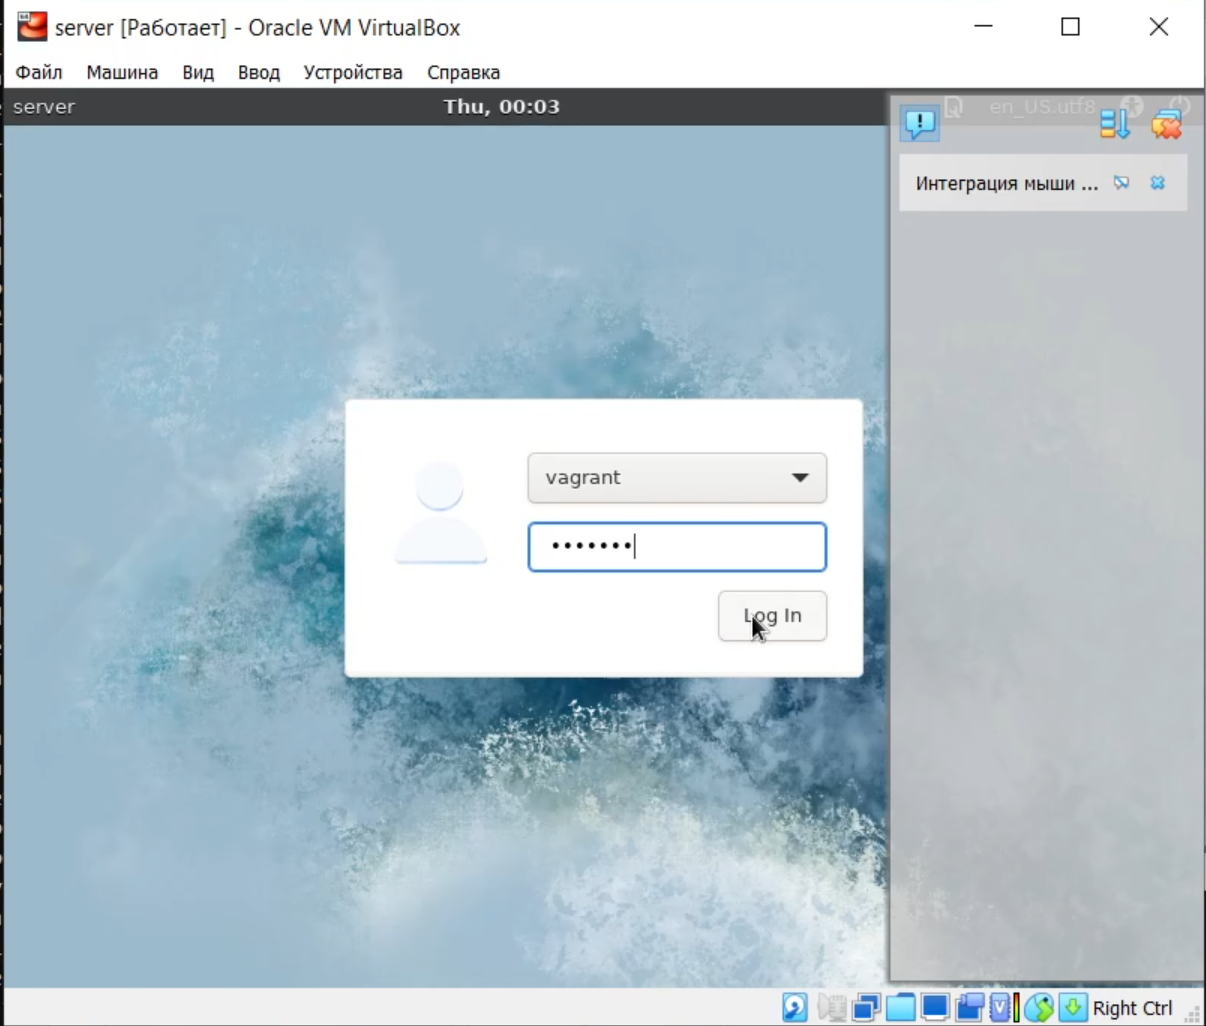 server [Работает] - Oracle VM VirtualBox
Файл Машина Вид Ввод Устройства Справка
server Thu, 00:03 en_US.utf8
Интеграция мыши ...
vagrant
•••••••
Log In
Right Ctrl